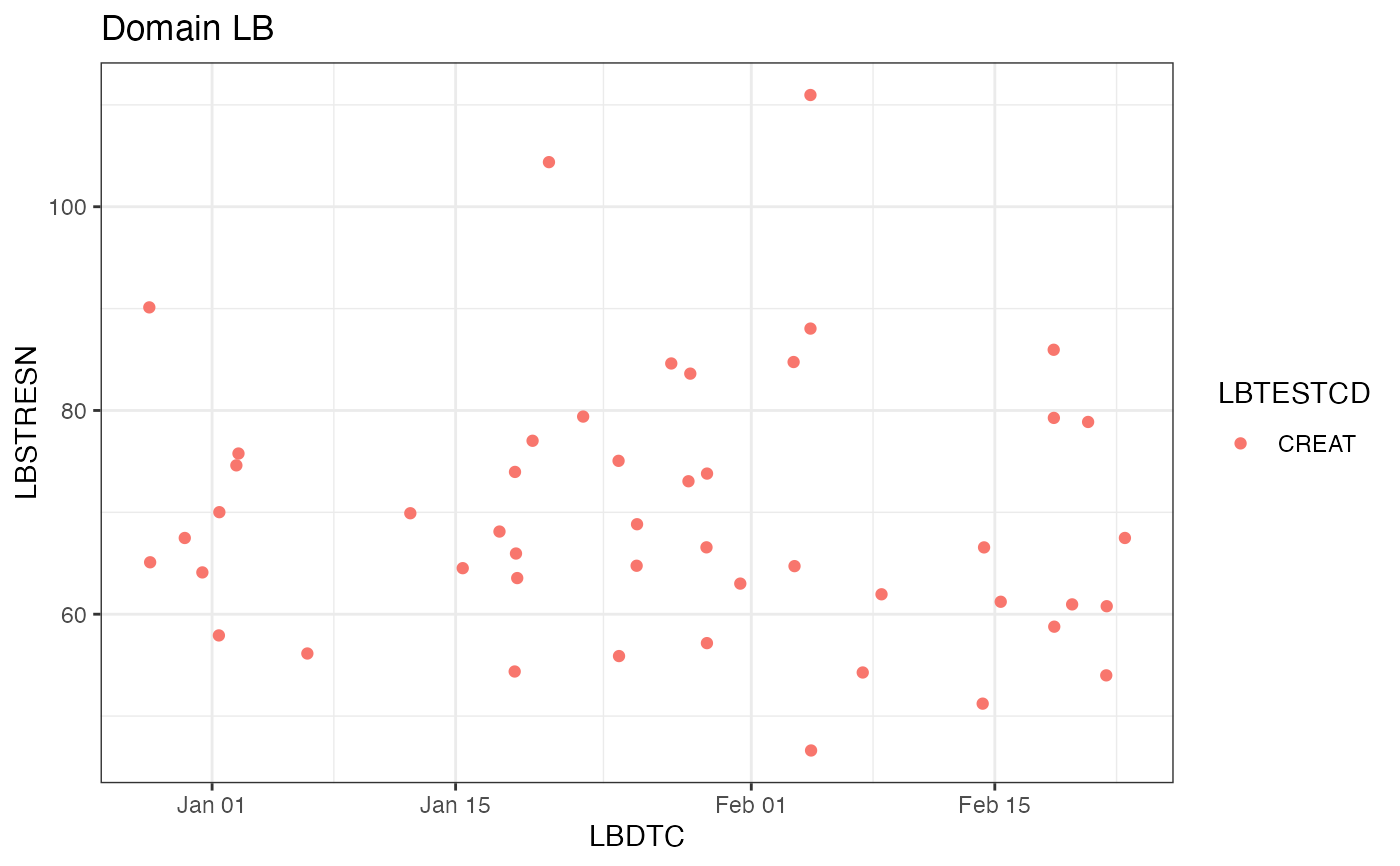 Domain LB
LBSTRESN
100
80
60
Jan 01
Jan 15
Feb 01
Feb 15
LBDTC
LBTESTCD
CREAT